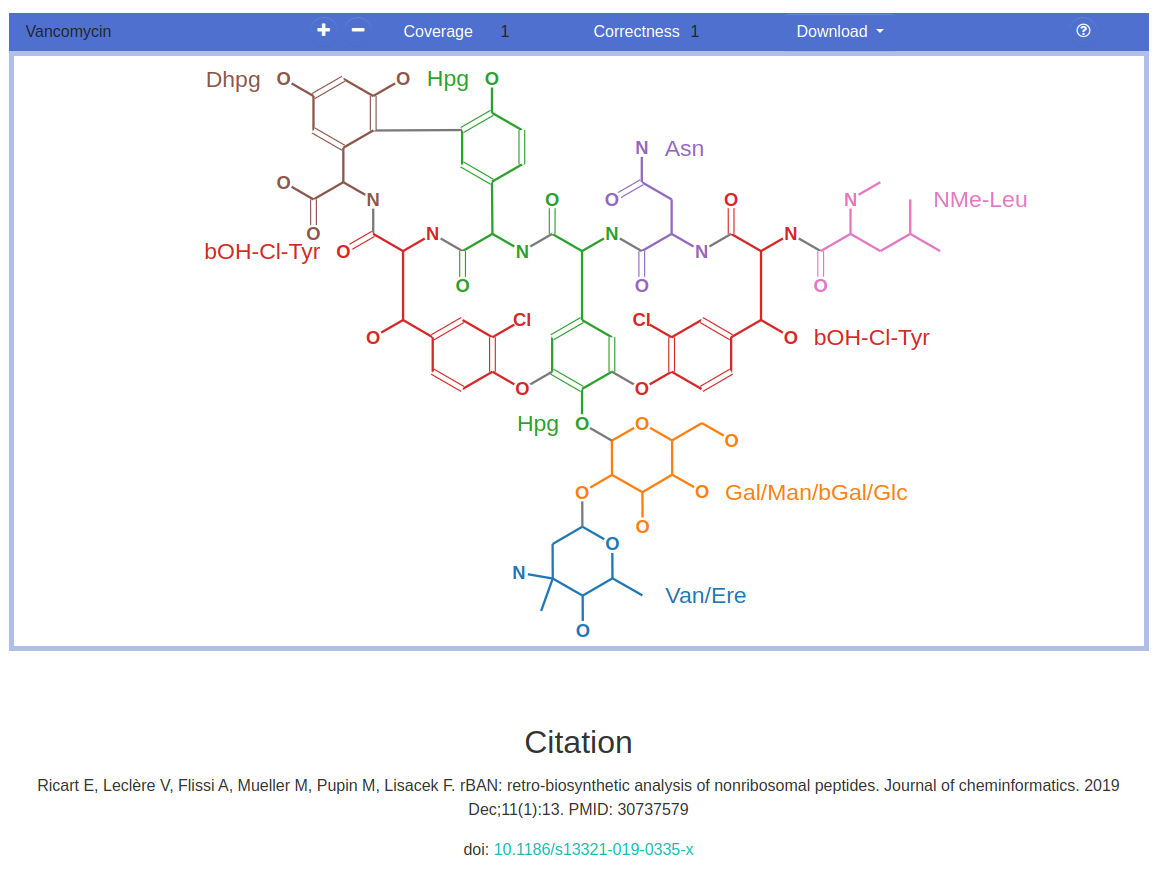 Vancomycin + − Coverage 1 Correctness 1 Download ?
Dhpg O O Hpg O
N Asn
O N O O O N NMe-Leu
O
bOH-Cl-Tyr O N N O N N N O
O O O
Cl Cl
O O bOH-Cl-Tyr
O O
Hpg O O O
O O Gal/Man/bGal/Glc
O
O
N
Van/Ere
O
Citation
Ricart E, Leclère V, Flissi A, Mueller M, Pupin M, Lisacek F. rBAN: retro-biosynthetic analysis of nonribosomal peptides. Journal of cheminformatics. 2019
Dec;11(1):13. PMID: 30737579
doi: 10.1186/s13321-019-0335-x